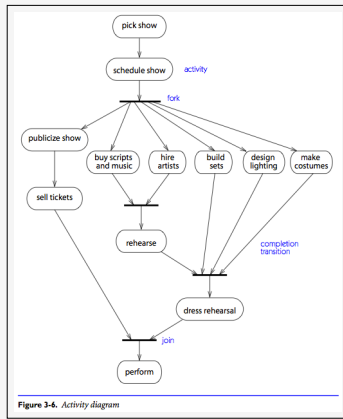 pick show
schedule show
activity
fork
publicize show
buy scripts
and music
hire
artists
build
sets
design
lighting
make
costumes
sell tickets
rehearse
completion
transition
dress rehearsal
join
perform
Figure 3-6. Activity diagram